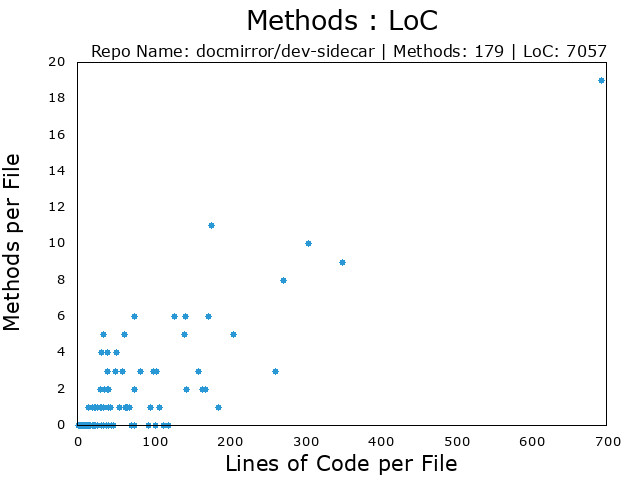 Methods : LoC
Repo Name: docmirror/dev-sidecar | Methods: 179 | LoC: 7057
20
18
16
14
12
10
8
6
4
2
0
Methods per File
0 100 200 300 400 500 600 700
Lines of Code per File